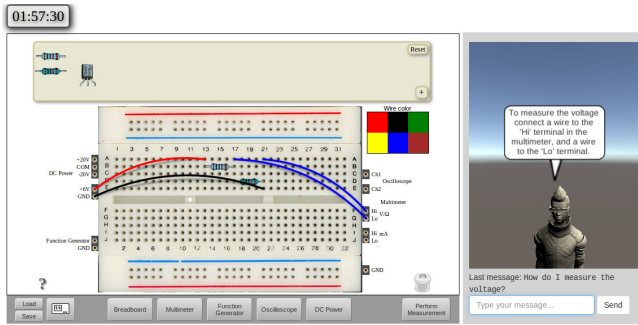 01:57:30
Reset
+
Wire color
1 3 5 7 9 11 13 15 17 19 21 23 25 27 29 31
+20V
COM
DC Power -20V
+6V
GND
A
B
C
D
E
A
B
C
D
E
Ch1
Oscilloscope
Ch2
Multimeter
Hi
V/Ω
Lo
Hi
mA
Lo
F
G
H
I
J
F
G
H
I
J
Function Generator
GND
2 4 6 8 10 12 14 16 18 20 22 24 26 28 30 32
GND
?
Load
Save
Breadboard
Multimeter
Function
Generator
Oscilloscope
DC Power
Perform
Measurement
To measure the voltage
connect a wire to the
'Hi' terminal in the
multimeter, and a wire
to the 'Lo' terminal.
Last message: How do I measure the
voltage?
Type your message...
Send